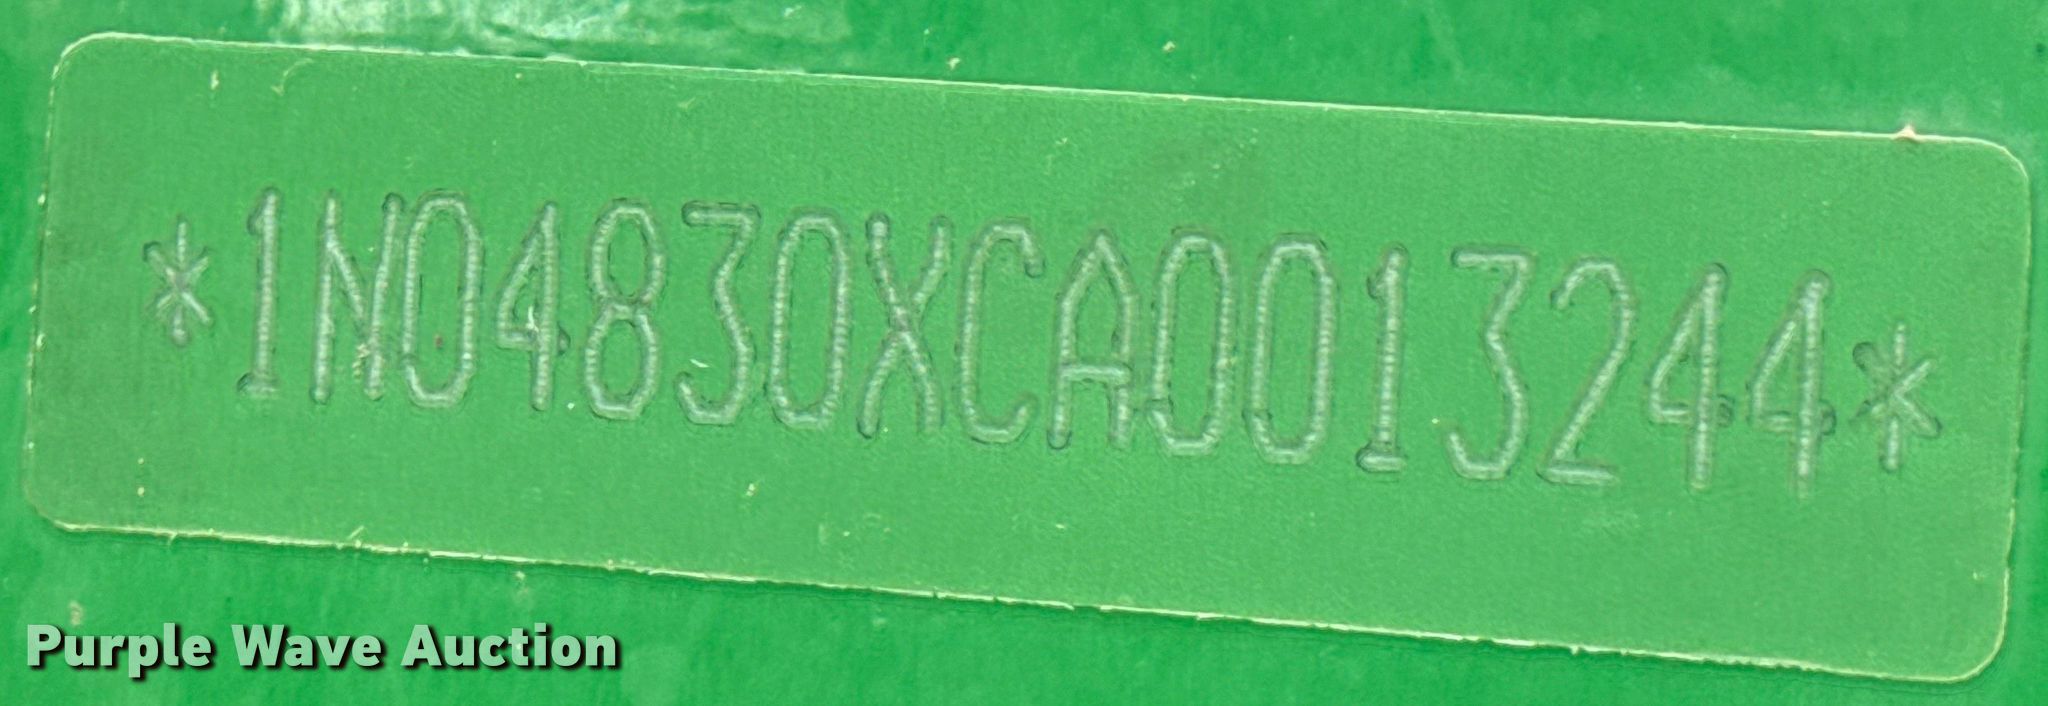 *1N04830XCA0013244*
Purple Wave Auction